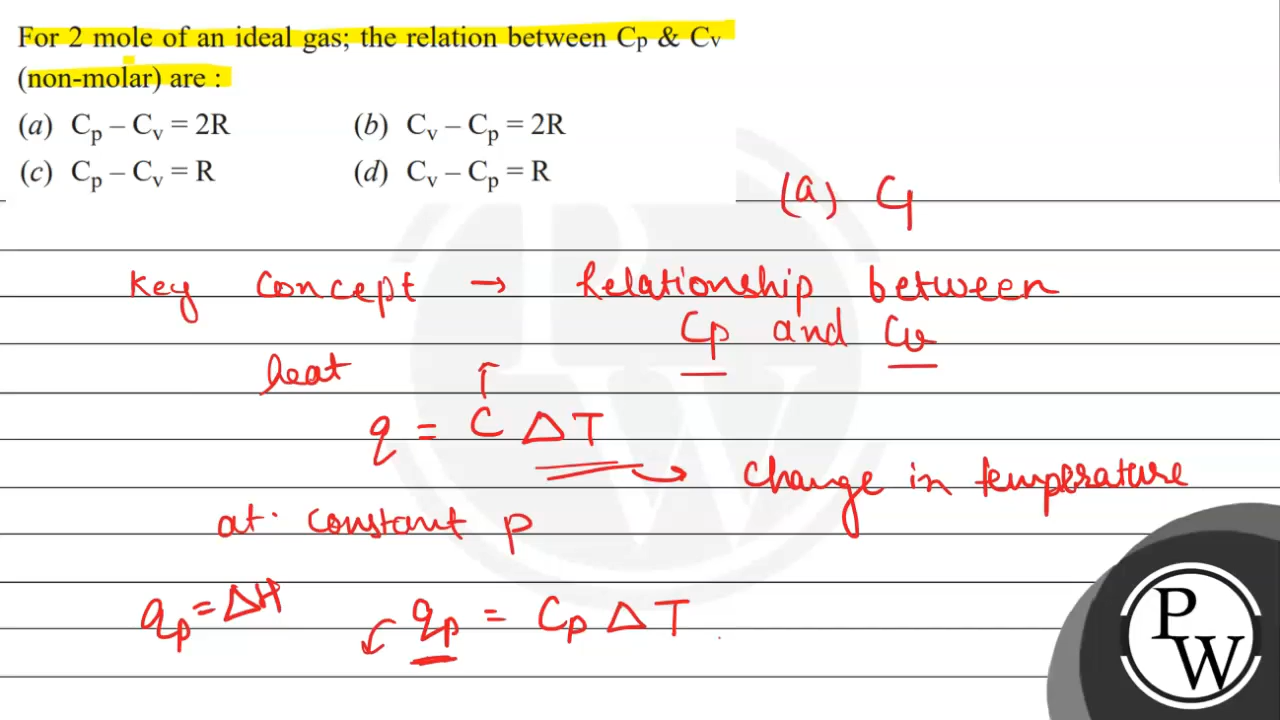 For 2 mole of an ideal gas; the relation between Cp & Cv
(non-molar) are :
(a) Cp – Cv = 2R (b) Cv – Cp = 2R
(c) Cp – Cv = R (d) Cv – Cp = R
(a) C
Key concept → Relationship between
Cp and Cv
heat ↑
q = C ΔT
→ Change in temperature
at constant p
qp = ΔH qp = Cp ΔT
P
W